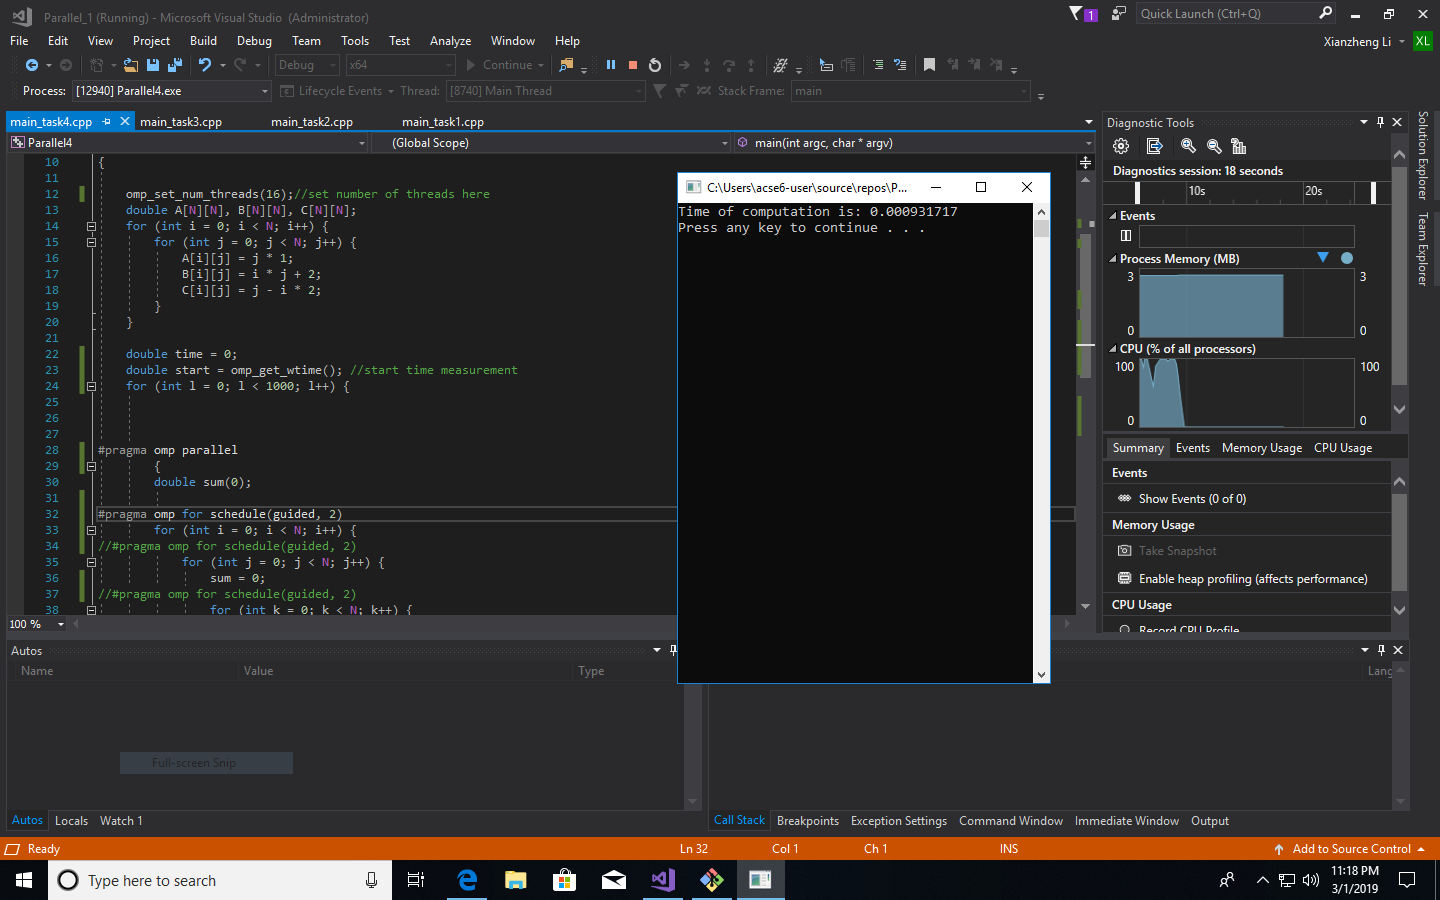 Parallel_1 (Running) - Microsoft Visual Studio (Administrator)
1
Quick Launch (Ctrl+Q)
File Edit View Project Build Debug Team Tools Test Analyze Window Help
Xianzheng Li XL
Debug x64 Continue
Process: [12940] Parallel4.exe Lifecycle Events Thread: [8740] Main Thread Stack Frame: main
main_task4.cpp main_task3.cpp main_task2.cpp main_task1.cpp
Parallel4 (Global Scope) main(int argc, char * argv)
10 {
11
12 omp_set_num_threads(16);//set number of threads here
13 double A[N][N], B[N][N], C[N][N];
14 for (int i = 0; i < N; i++) {
15 for (int j = 0; j < N; j++) {
16 A[i][j] = j * 1;
17 B[i][j] = i * j + 2;
18 C[i][j] = j - i * 2;
19 }
20 }
21
22 double time = 0;
23 double start = omp_get_wtime(); //start time measurement
24 for (int l = 0; l < 1000; l++) {
25
26
27
28 #pragma omp parallel
29 {
30 double sum(0);
31
32 #pragma omp for schedule(guided, 2)
33 for (int i = 0; i < N; i++) {
34 //#pragma omp for schedule(guided, 2)
35 for (int j = 0; j < N; j++) {
36 sum = 0;
37 //#pragma omp for schedule(guided, 2)
38 for (int k = 0; k < N; k++) {
100 %
C:\Users\acse6-user\source\repos\P...
Time of computation is: 0.000931717
Press any key to continue . . .
Diagnostic Tools
Diagnostics session: 18 seconds
10s 20s
Events
Process Memory (MB)
3 3
0 0
CPU (% of all processors)
100 100
0 0
Summary Events Memory Usage CPU Usage
Events
Show Events (0 of 0)
Memory Usage
Take Snapshot
Enable heap profiling (affects performance)
CPU Usage
Record CPU Profile
Solution Explorer
Team Explorer
Autos
Name Value Type
Lang
Full-screen Snip
Autos Locals Watch 1
Call Stack Breakpoints Exception Settings Command Window Immediate Window Output
Ready Ln 32 Col 1 Ch 1 INS Add to Source Control
Type here to search
11:18 PM
3/1/2019